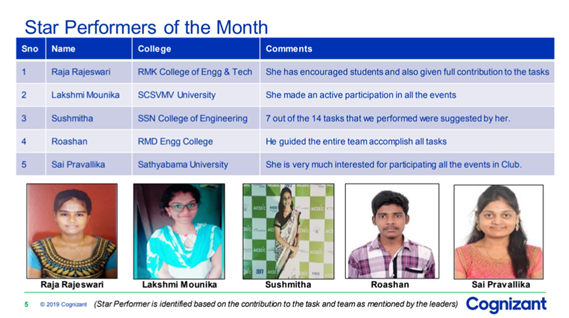 Star Performers of the Month
Sno Name College Comments
1 Raja Rajeswari RMK College of Engg & Tech She has encouraged students and also given full contribution to the tasks
2 Lakshmi Mounika SCSVMV University She made an active participation in all the events
3 Sushmitha SSN College of Engineering 7 out of the 14 tasks that we performed were suggested by her.
4 Roashan RMD Engg College He guided the entire team accomplish all tasks
5 Sai Pravallika Sathyabama University She is very much interested for participating all the events in Club.
Raja Rajeswari Lakshmi Mounika Sushmitha Roashan Sai Pravallika
5 © 2019 Cognizant (Star Performer is identified based on the contribution to the task and team as mentioned by the leaders) Cognizant